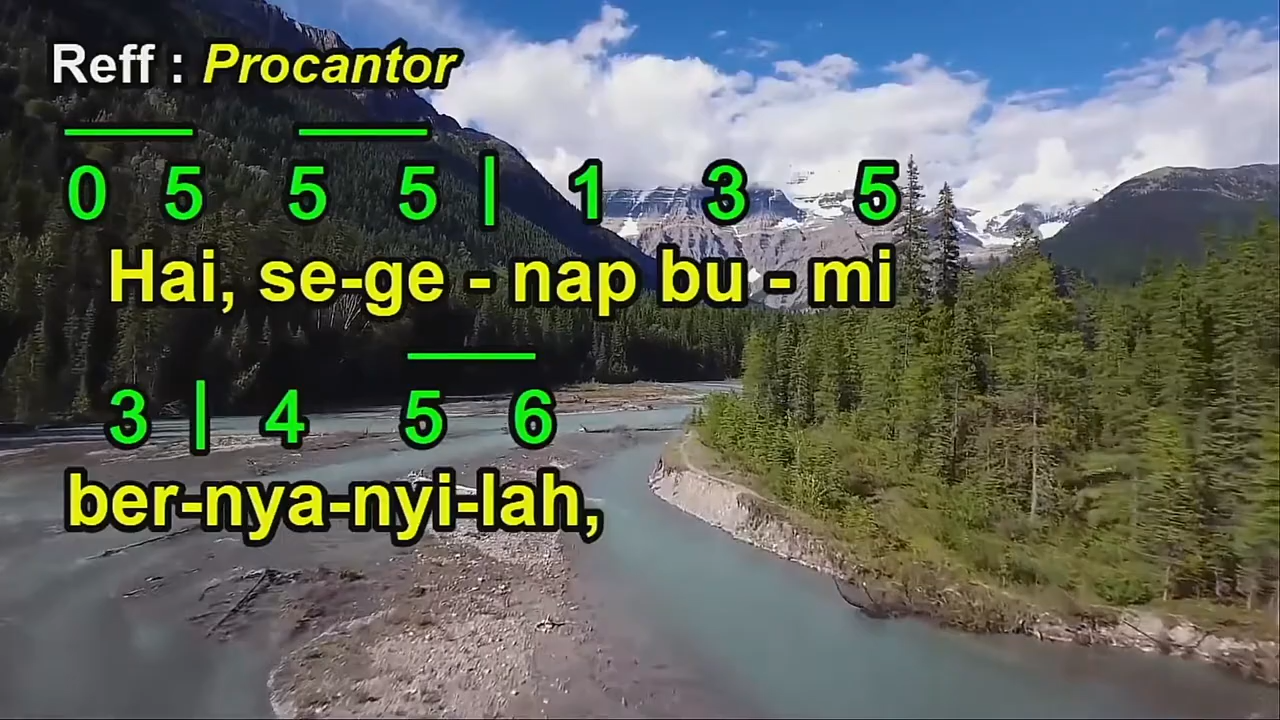 Reff : Procantor
0 5 5 5 | 1 3 5
Hai, se-ge - nap bu - mi
3 | 4 5 6
ber-nya-nyi-lah,